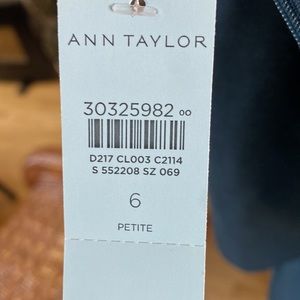 ANN TAYLOR
30325982 00
D217 CL003 C2114
S 552208 SZ 069
6
PETITE